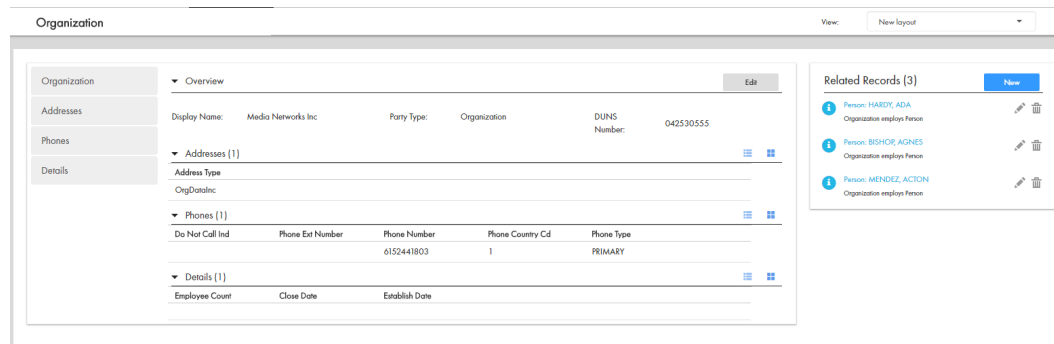 Organization
View:
New layout
Organization
Addresses
Phones
Details
Overview
Edit
Display Name: Media Networks Inc Party Type: Organization DUNS Number: 042530555
Addresses (1)
Address Type
OrgDataInc
Phones (1)
Do Not Call Ind Phone Ext Number Phone Number Phone Country Cd Phone Type
6152441803 1 PRIMARY
Details (1)
Employee Count Close Date Establish Date
Related Records (3)
New
Person: HARDY, ADA
Organization employs Person
Person: BISHOP, AGNES
Organization employs Person
Person: MENDEZ, ACTON
Organization employs Person